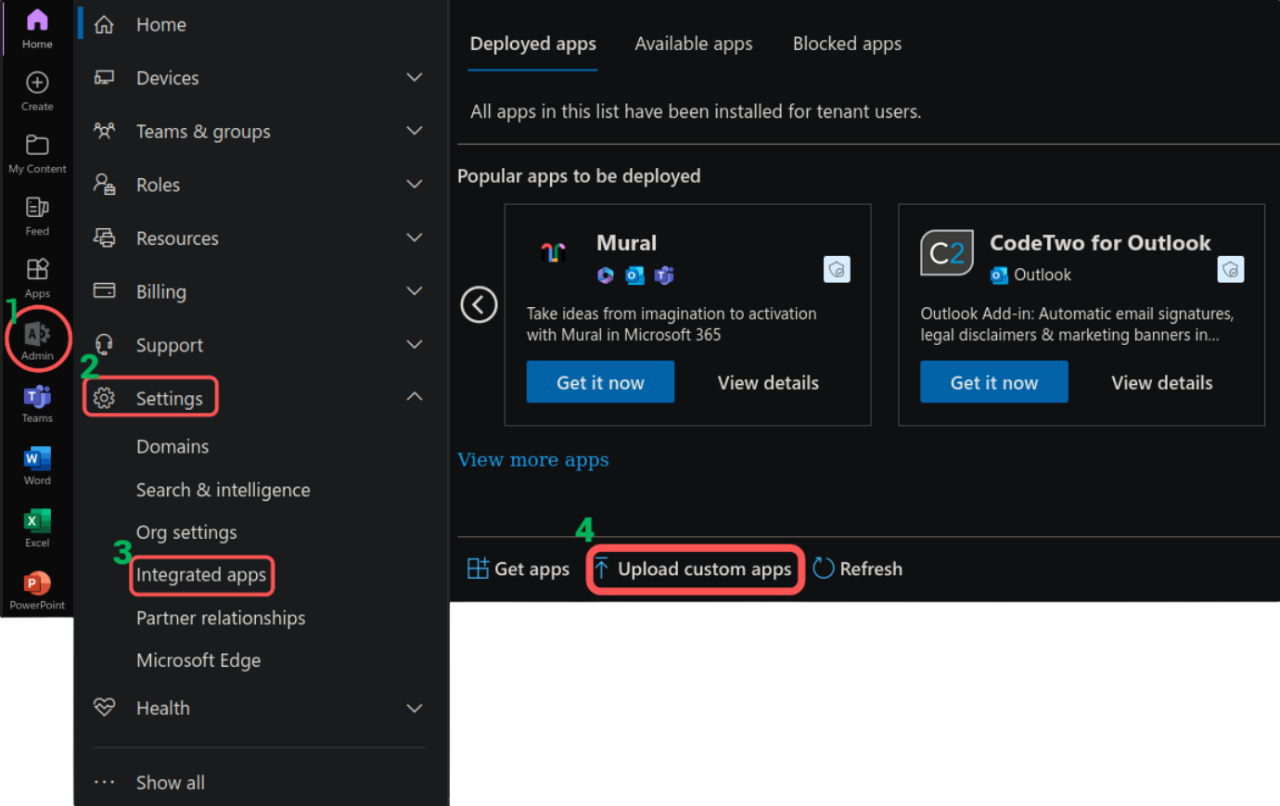 Home
Create
My Content
Feed
Apps
1
Admin
Teams
W
Word
X
Excel
P
PowerPoint
Home
Devices
Teams & groups
Roles
Resources
Billing
Support
2
Settings
Domains
Search & intelligence
Org settings
3
Integrated apps
Partner relationships
Microsoft Edge
Health
Show all
Deployed apps Available apps Blocked apps
All apps in this list have been installed for tenant users.
Popular apps to be deployed
Mural
Take ideas from imagination to activation
with Mural in Microsoft 365
Get it now View details
C2
CodeTwo for Outlook
Outlook
Outlook Add-in: Automatic email signatures,
legal disclaimers & marketing banners in...
Get it now View details
View more apps
4
Get apps Upload custom apps Refresh